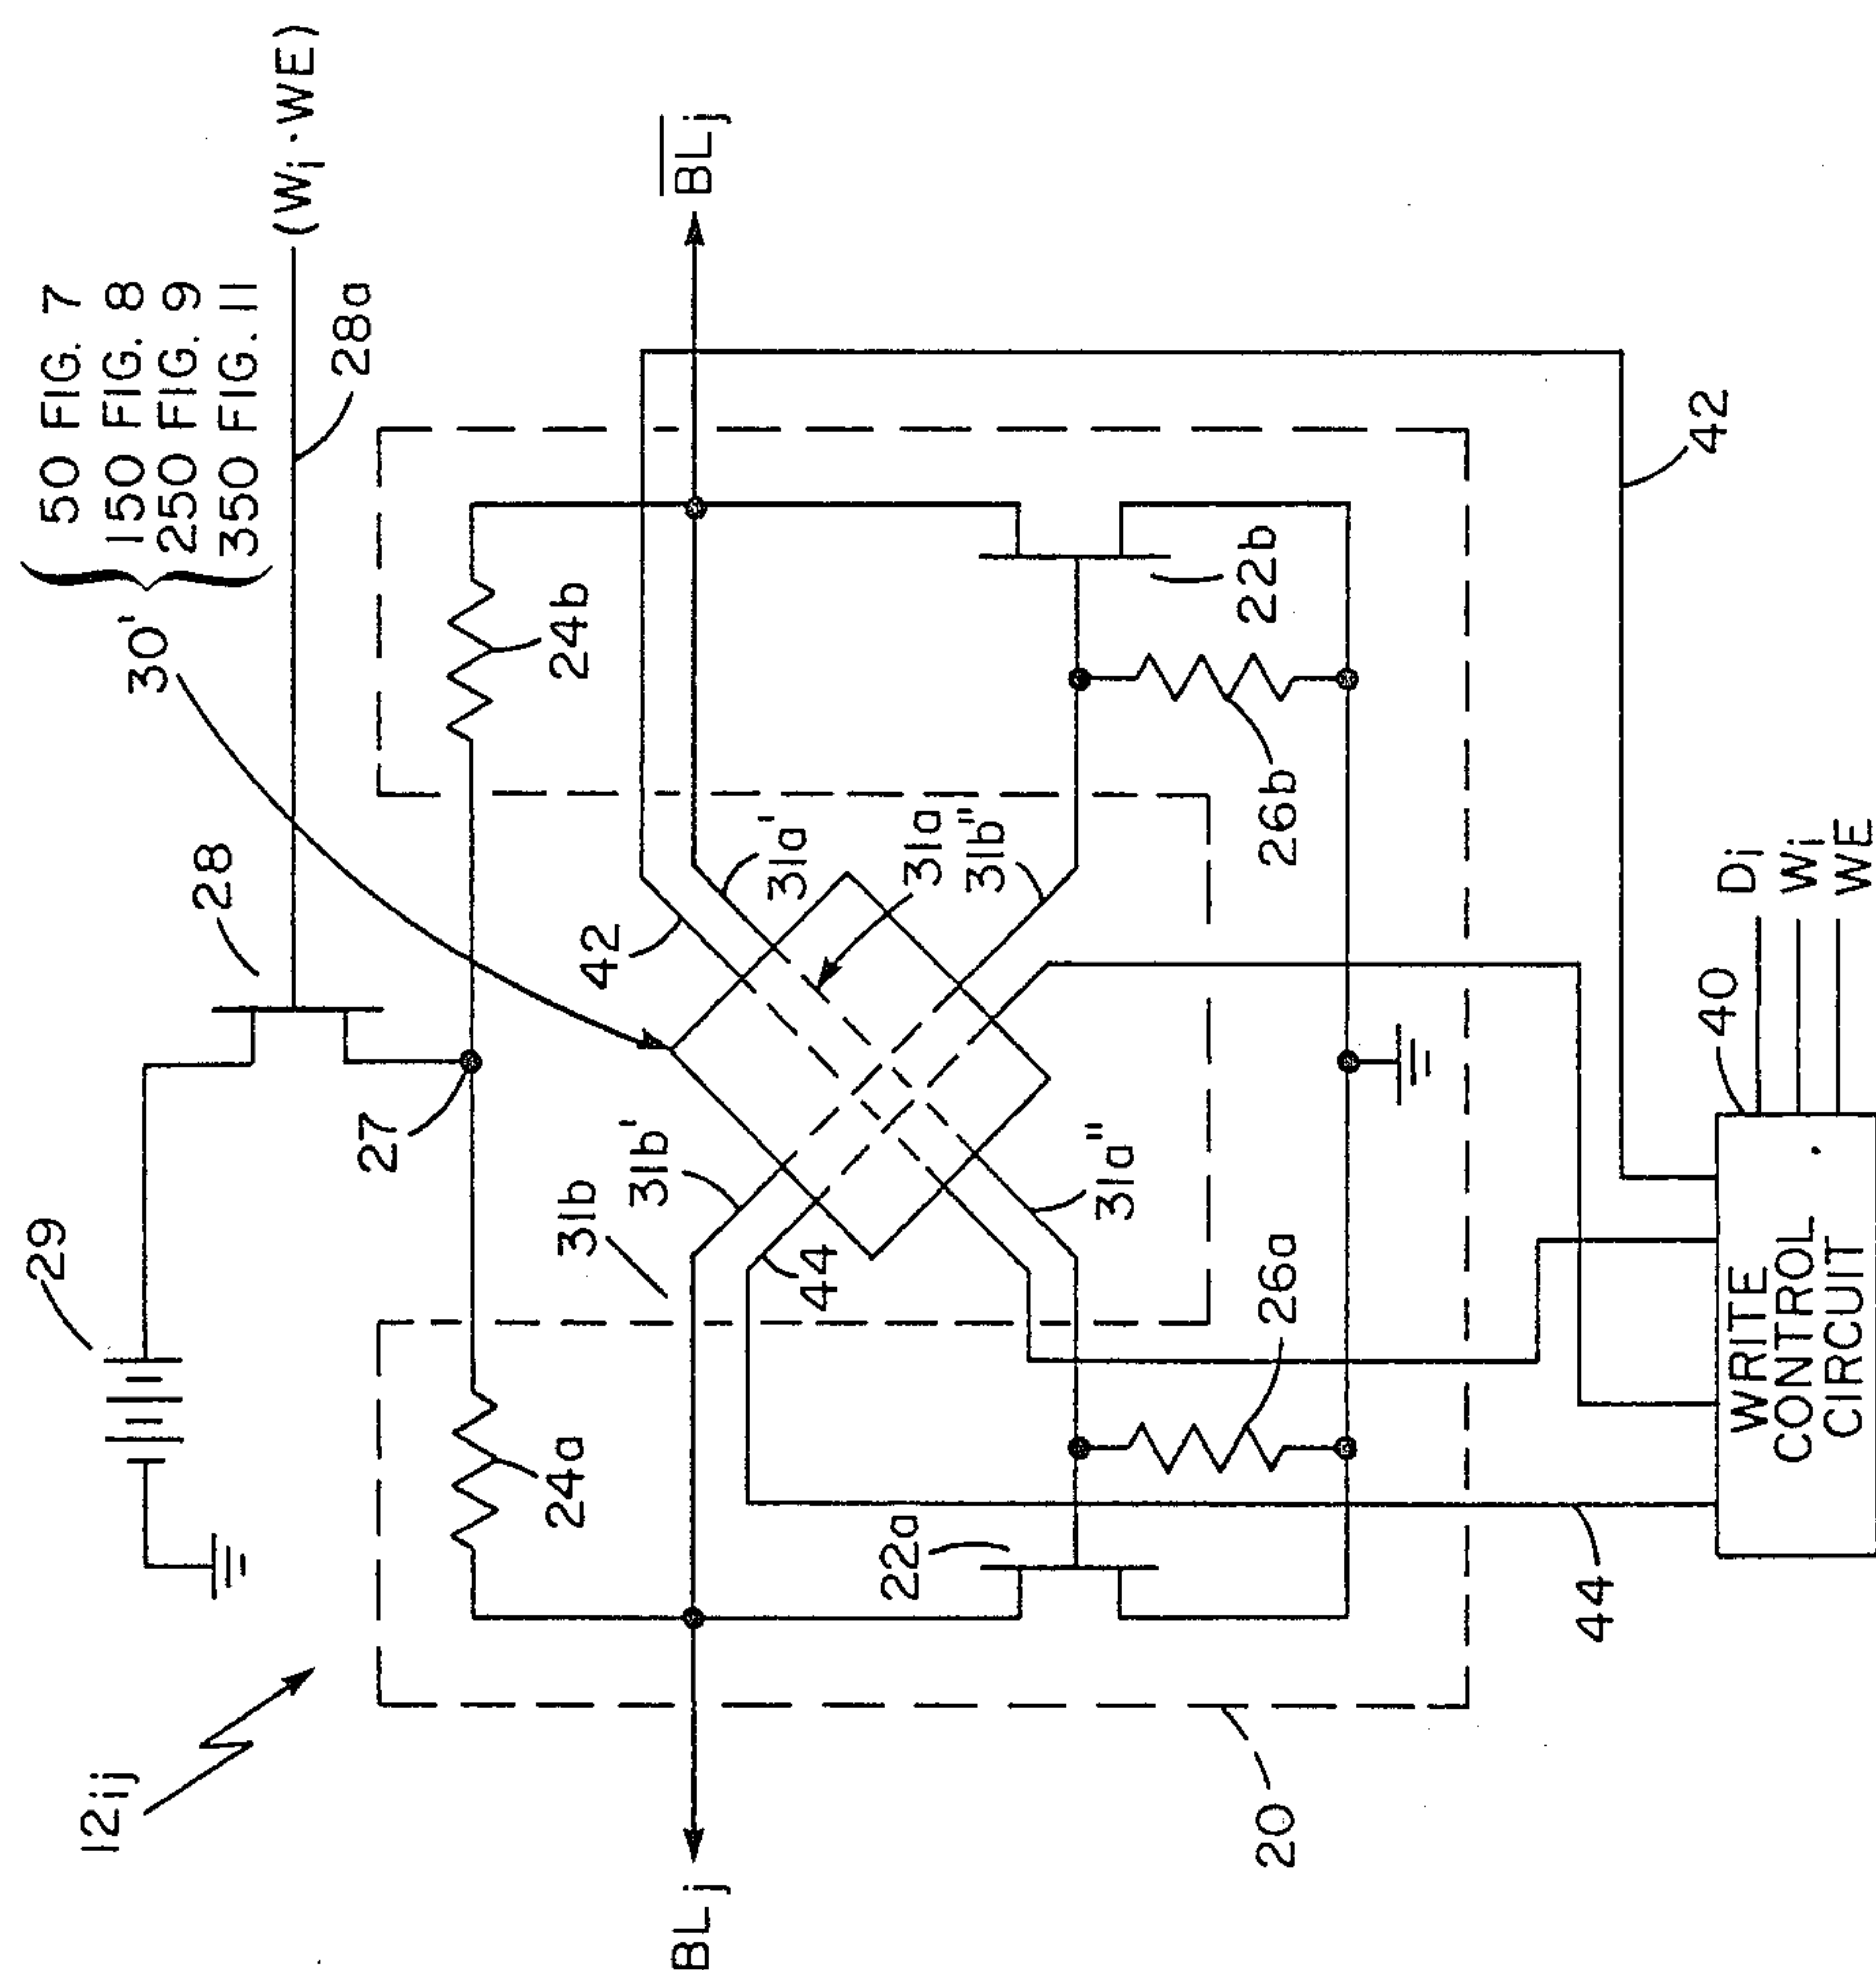 12ij
29
28
30'
50 FIG. 7
150 FIG. 8
250 FIG. 9
350 FIG. 11
(Wi·WE)
28a
27
24a
24b
BLj
B̅L̅j
31b
31b'
42
31a'
31a
31b"
44
31a"
22a
26a
26b
22b
20
44
42
40
Di
Wi
WE
WRITE
CONTROL
CIRCUIT